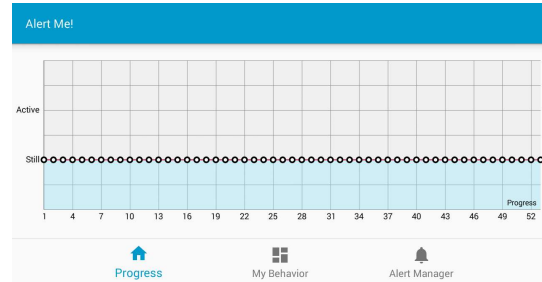 Alert Me!
Active
Still
Progress
1 4 7 10 13 16 19 22 25 28 31 34 37 40 43 46 49 52
Progress My Behavior Alert Manager